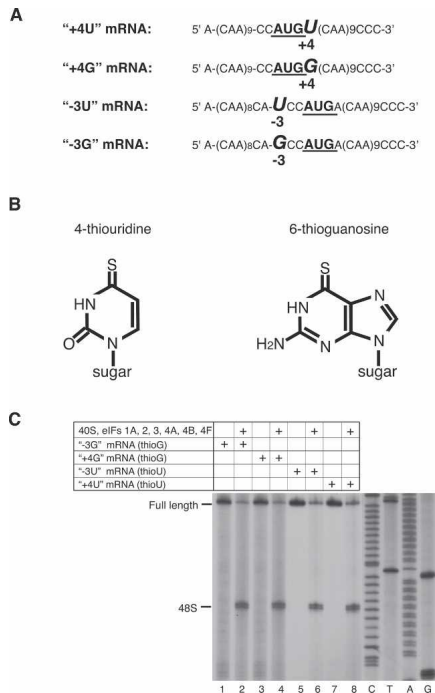 A
“+4U” mRNA: 5' A-(CAA)9-CCAUGU(CAA)9CCC-3’
+4
“+4G” mRNA: 5' A-(CAA)9-CCAUGG(CAA)9CCC-3’
+4
“-3U” mRNA: 5' A-(CAA)8CA-UCCAUGA(CAA)9CCC-3’
-3
“-3G” mRNA: 5' A-(CAA)8CA-GCCAUGA(CAA)9CCC-3’
-3
B
4-thiouridine 6-thioguanosine
S S
HN HN N
O N H2N N N
sugar sugar
C
40S, eIFs 1A, 2, 3, 4A, 4B, 4F + + + +
“-3G” mRNA (thioG) + +
“+4G” mRNA (thioG) + +
“-3U” mRNA (thioU) + +
“+4U” mRNA (thioU) + +
Full length
48S
1 2 3 4 5 6 7 8 C T A G